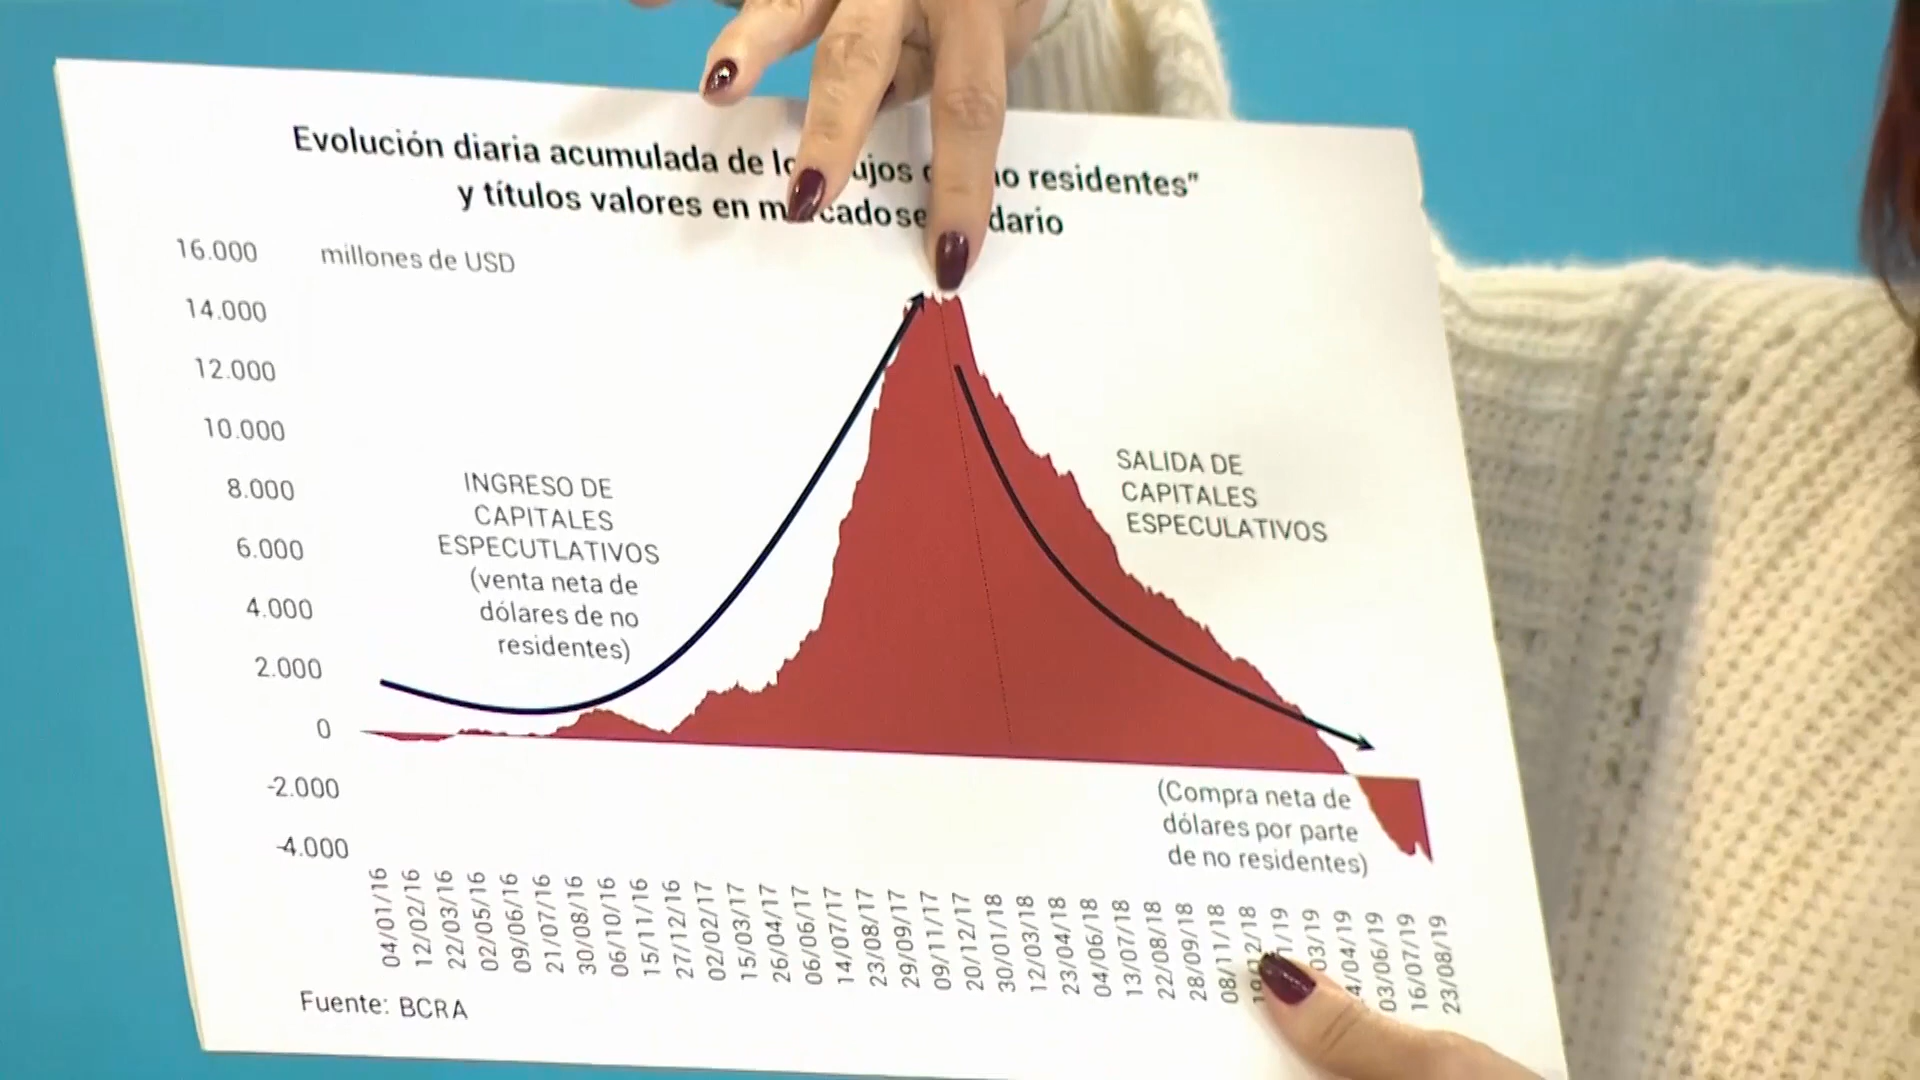 Evolución diaria acumulada de residentes"
y títulos valores en
16.000
millones de USD
14.000
12.000
10.000
8.000
6.000
4.000
2.000
0
-2.000
-4.000
INGRESO DE
CAPITALES
ESPECUTLATIVOS
(venta neta de
dólares de no
residentes)
SALIDA DE
CAPITALES
ESPECULATIVOS
(Compra neta de
dólares por parte
de no residentes)
04/01/16
12/02/16
22/03/16
02/05/16
09/06/16
21/07/16
30/08/16
06/10/16
15/11/16
27/12/16
02/02/17
15/03/17
26/04/17
06/06/17
14/07/17
23/08/17
29/09/17
09/11/17
20/12/17
30/01/18
12/03/18
23/04/18
04/06/18
13/07/18
22/08/18
28/09/18
08/11/18
03/06/19
16/07/19
23/08/19
Fuente: BCRA